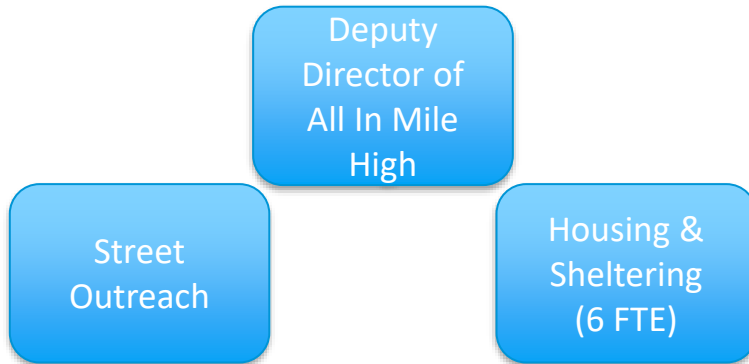 Deputy
Director of
All In Mile
High
Street
Outreach
Housing &
Sheltering
(6 FTE)